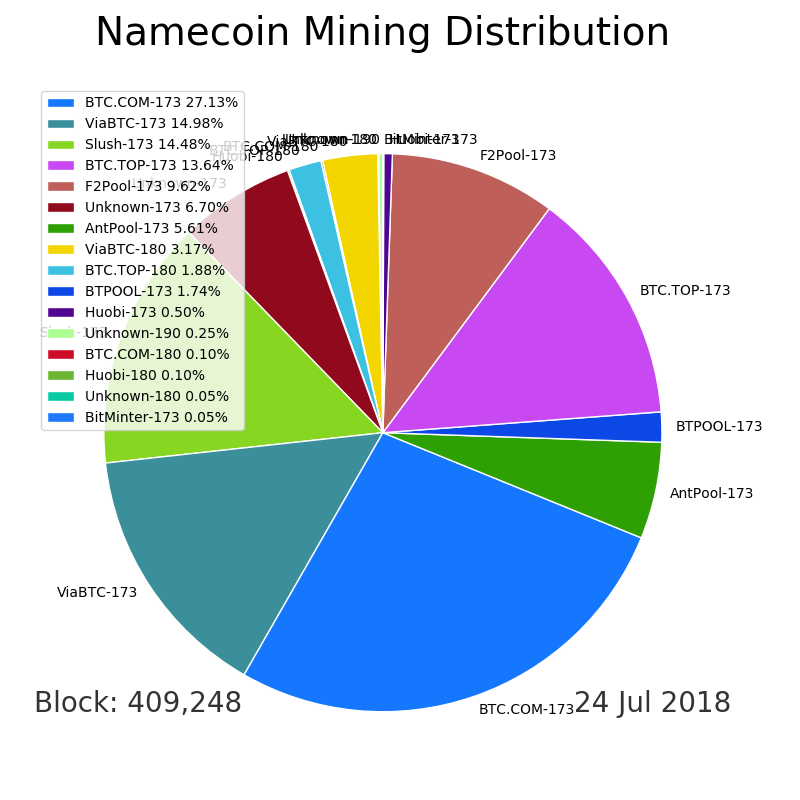 Namecoin Mining Distribution
BTC.COM-173 27.13%
ViaBTC-173 14.98%
Slush-173 14.48%
BTC.TOP-173 13.64%
F2Pool-173 9.62%
Unknown-173 6.70%
AntPool-173 5.61%
ViaBTC-180 3.17%
BTC.TOP-180 1.88%
BTPOOL-173 1.74%
Huobi-173 0.50%
Unknown-190 0.25%
BTC.COM-180 0.10%
Huobi-180 0.10%
Unknown-180 0.05%
BitMinter-173 0.05%
Huobi-180
Unknown-173
F2Pool-173
BTC.TOP-173
BTPOOL-173
AntPool-173
ViaBTC-173
BTC.COM-173
Block: 409,248
24 Jul 2018